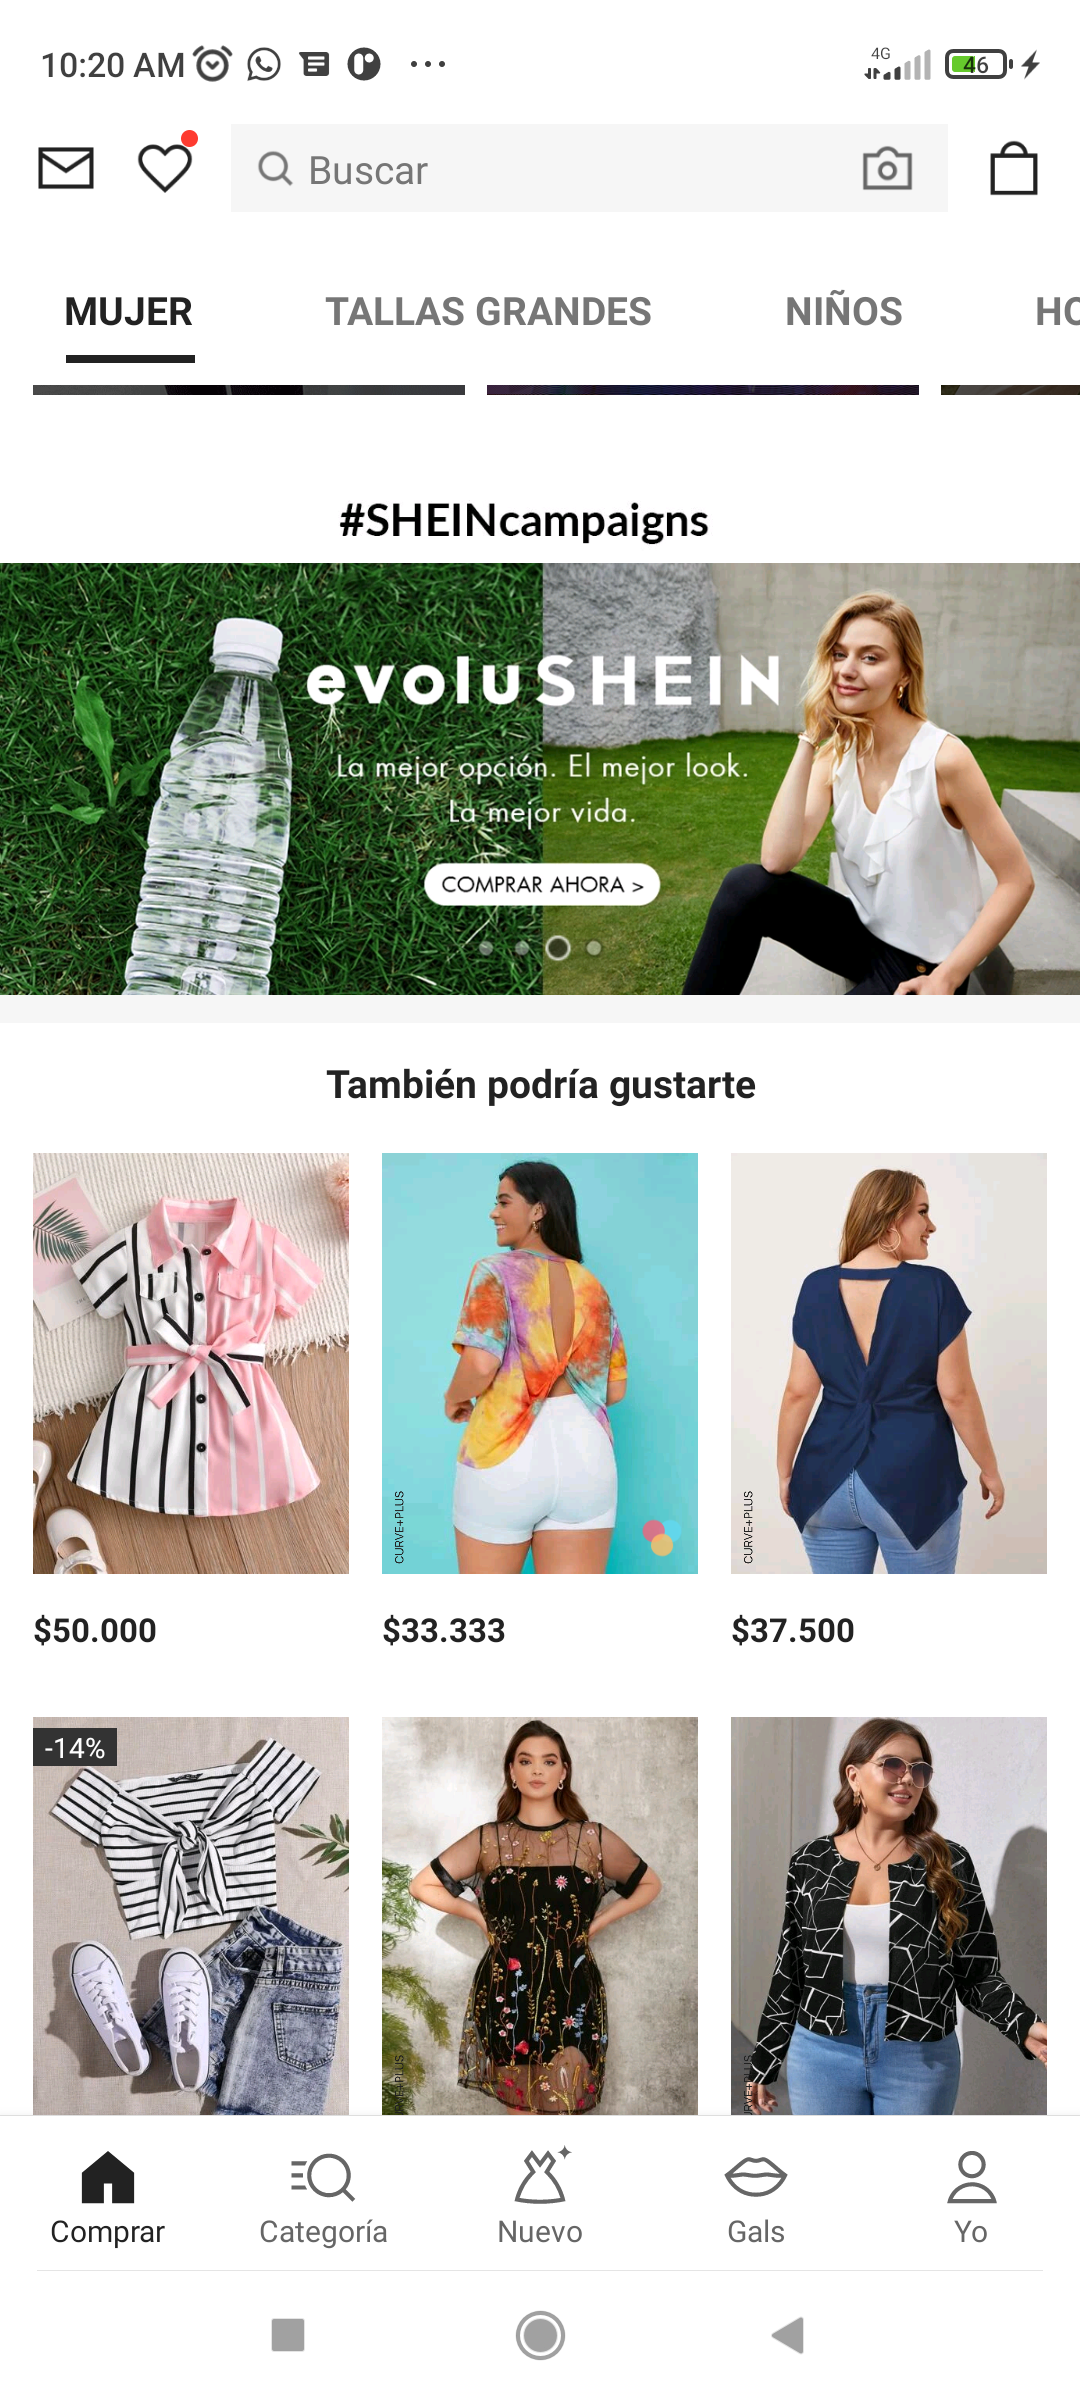 10:20 AM
4G
46
Buscar
MUJER TALLAS GRANDES NIÑOS HO
#SHEINcampaigns
evoluSHEIN
La mejor opción. El mejor look.
La mejor vida.
COMPRAR AHORA >
También podría gustarte
CURVE+PLUS
CURVE+PLUS
$50.000 $33.333 $37.500
-14%
Comprar Categoría Nuevo Gals Yo